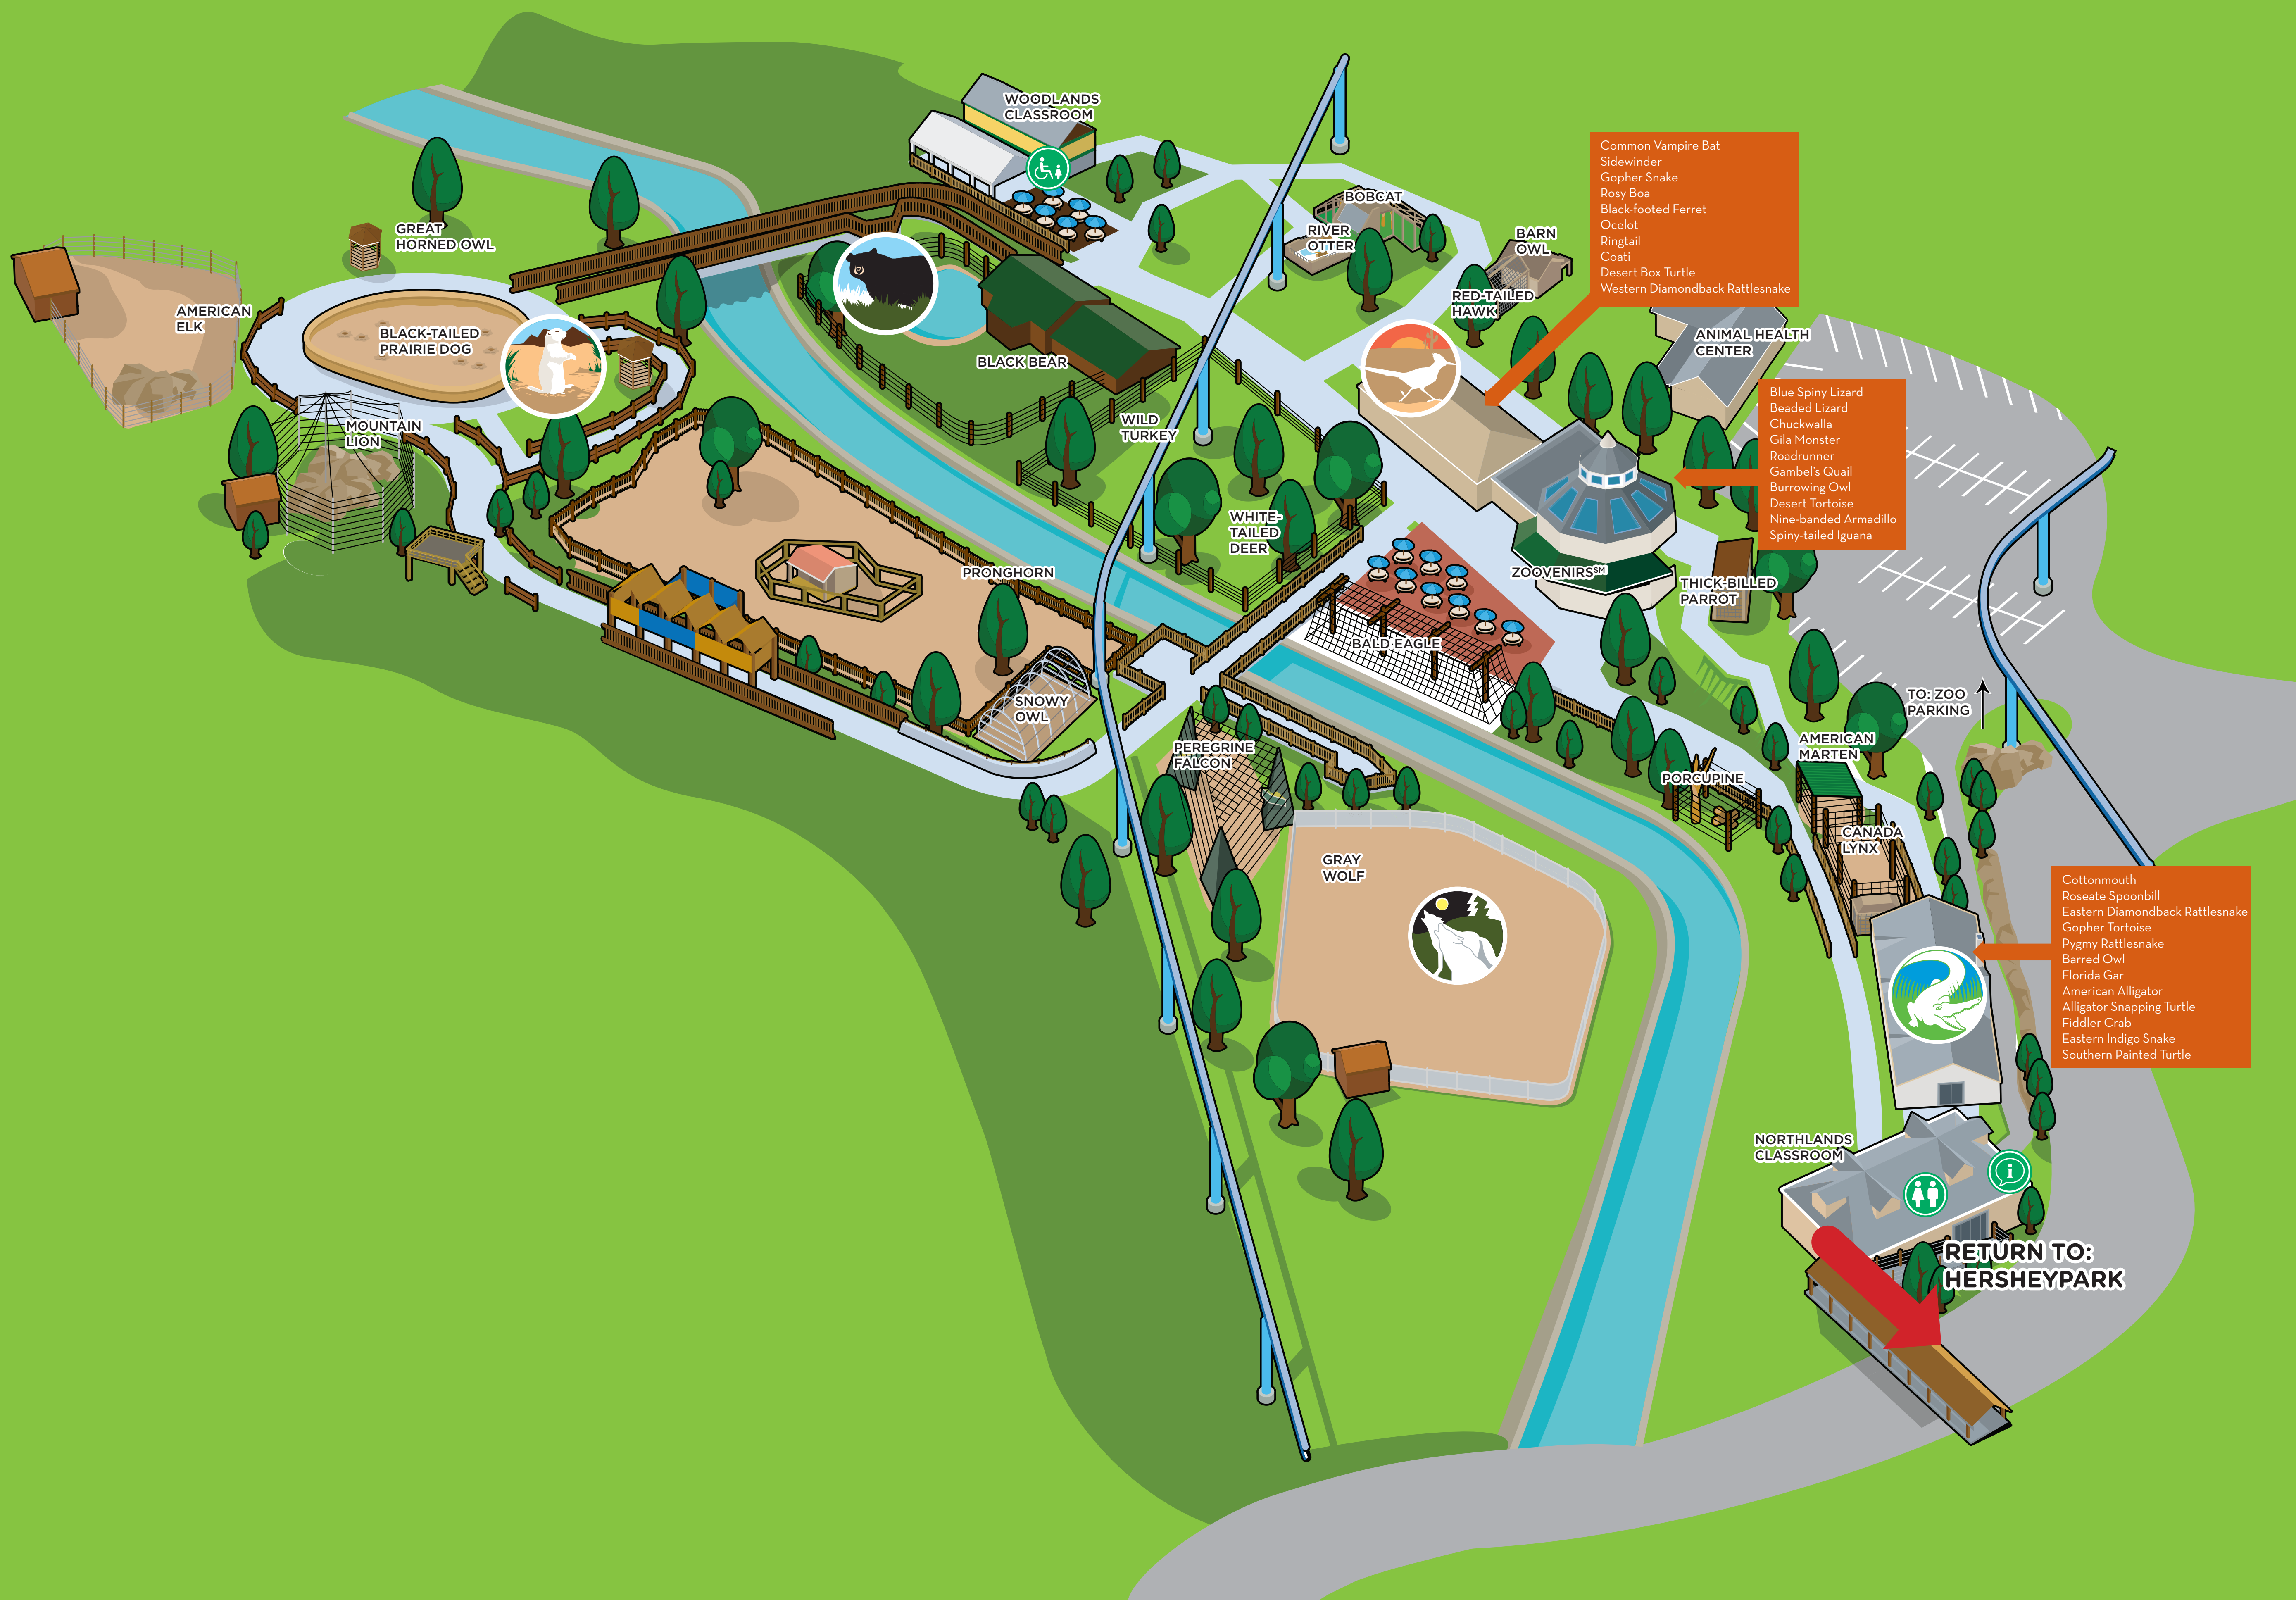 WOODLANDS
CLASSROOM
Common Vampire Bat
Sidewinder
Gopher Snake
Rosy Boa
Black-footed Ferret
Ocelot
Ringtail
Coati
Desert Box Turtle
Western Diamondback Rattlesnake
BOBCAT
RIVER
OTTER
BARN
OWL
GREAT
HORNED OWL
RED-TAILED
HAWK
AMERICAN
ELK
BLACK-TAILED
PRAIRIE DOG
ANIMAL HEALTH
CENTER
BLACK BEAR
Blue Spiny Lizard
Beaded Lizard
Chuckwalla
Gila Monster
Roadrunner
Gambel's Quail
Burrowing Owl
Desert Tortoise
Nine-banded Armadillo
Spiny-tailed Iguana
MOUNTAIN
LION
WILD
TURKEY
WHITE-
TAILED
DEER
PRONGHORN
ZOOVENIRS℠
THICK-BILLED
PARROT
BALD EAGLE
SNOWY
OWL
TO: ZOO
PARKING
PEREGRINE
FALCON
AMERICAN
MARTEN
PORCUPINE
CANADA
LYNX
GRAY
WOLF
Cottonmouth
Roseate Spoonbill
Eastern Diamondback Rattlesnake
Gopher Tortoise
Pygmy Rattlesnake
Barred Owl
Florida Gar
American Alligator
Alligator Snapping Turtle
Fiddler Crab
Eastern Indigo Snake
Southern Painted Turtle
NORTHLANDS
CLASSROOM
i
RETURN TO:
HERSHEYPARK